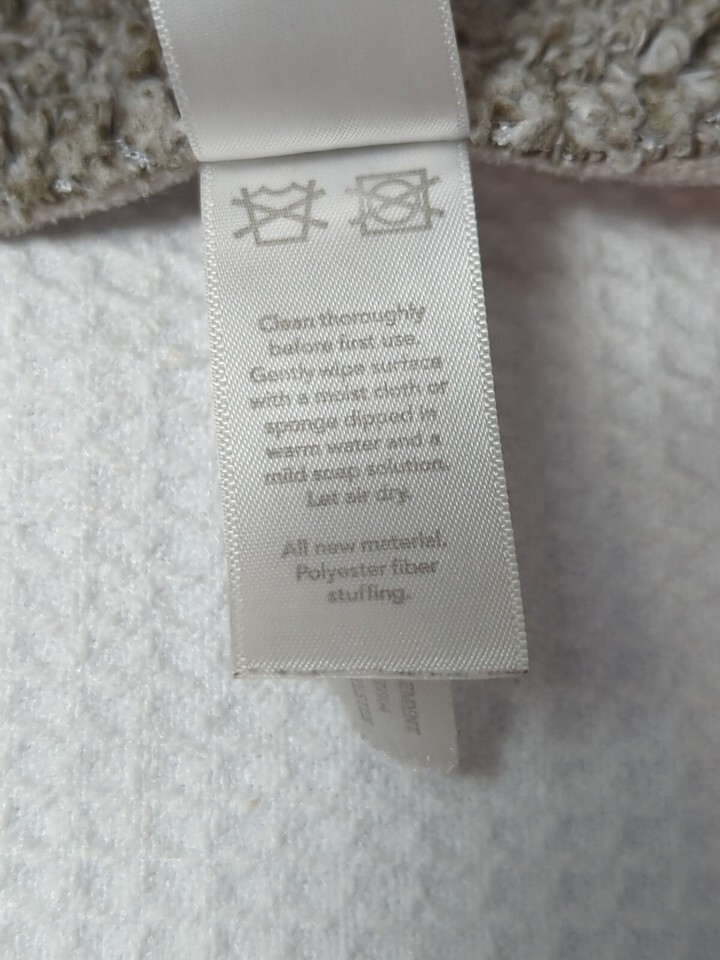 Clean thoroughly
before first use.
Gently wipe surface
with a moist cloth or
sponge dipped in
warm water and a
mild soap solution.
Let air dry.
All new material.
Polyester fiber
stuffing.